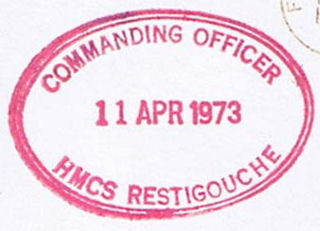 COMMANDING OFFICER
11 APR 1973
HMCS RESTIGOUCHE